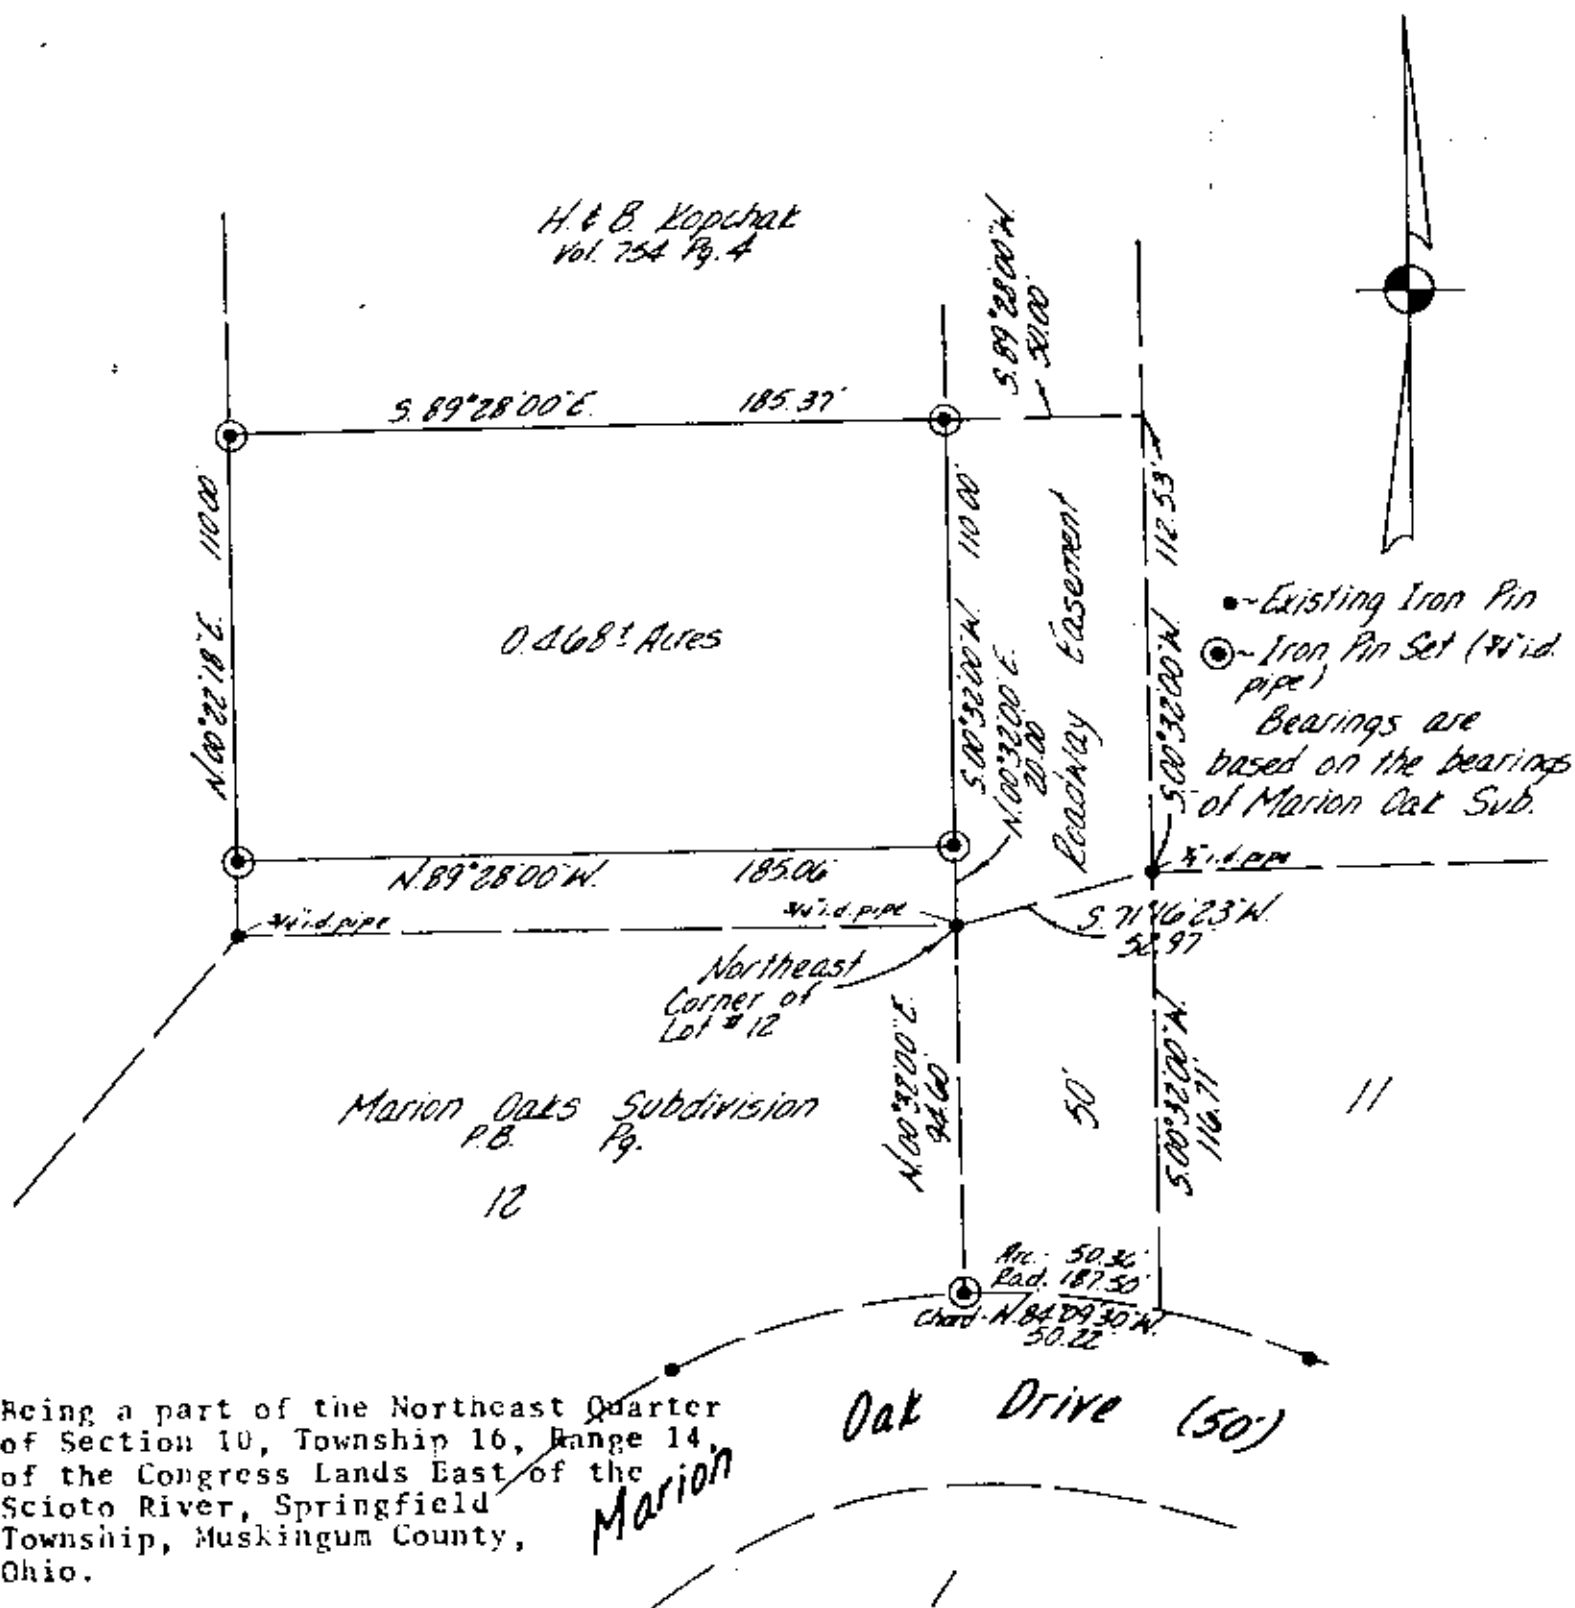 H. & B. Kopchak
Vol. 754 Pg. 4
S. 89°28'00" W.
50.00'
S. 89°28'00" E. 185.37'
110.00'
N. 00°22'18" E.
0.468± Acres
S. 00°32'00" W. 110.00'
N. 00°32'00" E.
20.00
Roadway Easement
S. 00°32'00" W. 112.53'
~Existing Iron Pin
~Iron Pin Set (¾" i.d.
pipe)
Bearings are
based on the bearings
of Marion Oak Sub.
N. 89°28'00" W. 185.06'
¾" i.d. pipe
¾" i.d. pipe
¾" i.d. pipe
S. 71°16'23" W.
52.97
Northeast
Corner of
Lot #12
N. 00°32'00" E.
94.60'
50'
S. 00°32'00" W.
116.71'
11
Marion Oaks Subdivision
P.B. Pg.
12
Arc - 50.36'
Rad. 187.50'
Chord - N. 84°09'30" W.
50.22'
Marion Oak Drive (50')
Being a part of the Northeast Quarter
of Section 10, Township 16, Range 14,
of the Congress Lands East of the
Scioto River, Springfield
Township, Muskingum County,
Ohio.